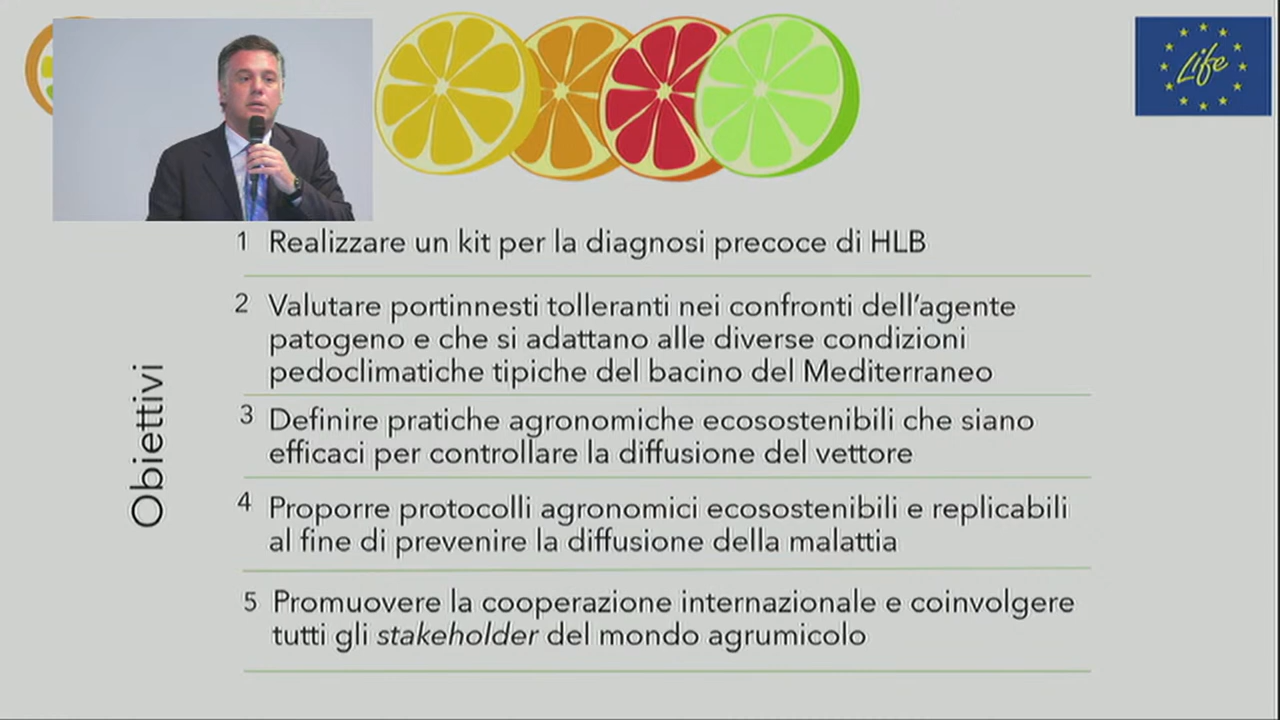 Life
1 Realizzare un kit per la diagnosi precoce di HLB
2 Valutare portinnesti tolleranti nei confronti dell'agente
patogeno e che si adattano alle diverse condizioni
pedoclimatiche tipiche del bacino del Mediterraneo
3 Definire pratiche agronomiche ecosostenibili che siano
efficaci per controllare la diffusione del vettore
4 Proporre protocolli agronomici ecosostenibili e replicabili
al fine di prevenire la diffusione della malattia
5 Promuovere la cooperazione internazionale e coinvolgere
tutti gli stakeholder del mondo agrumicolo
Obiettivi